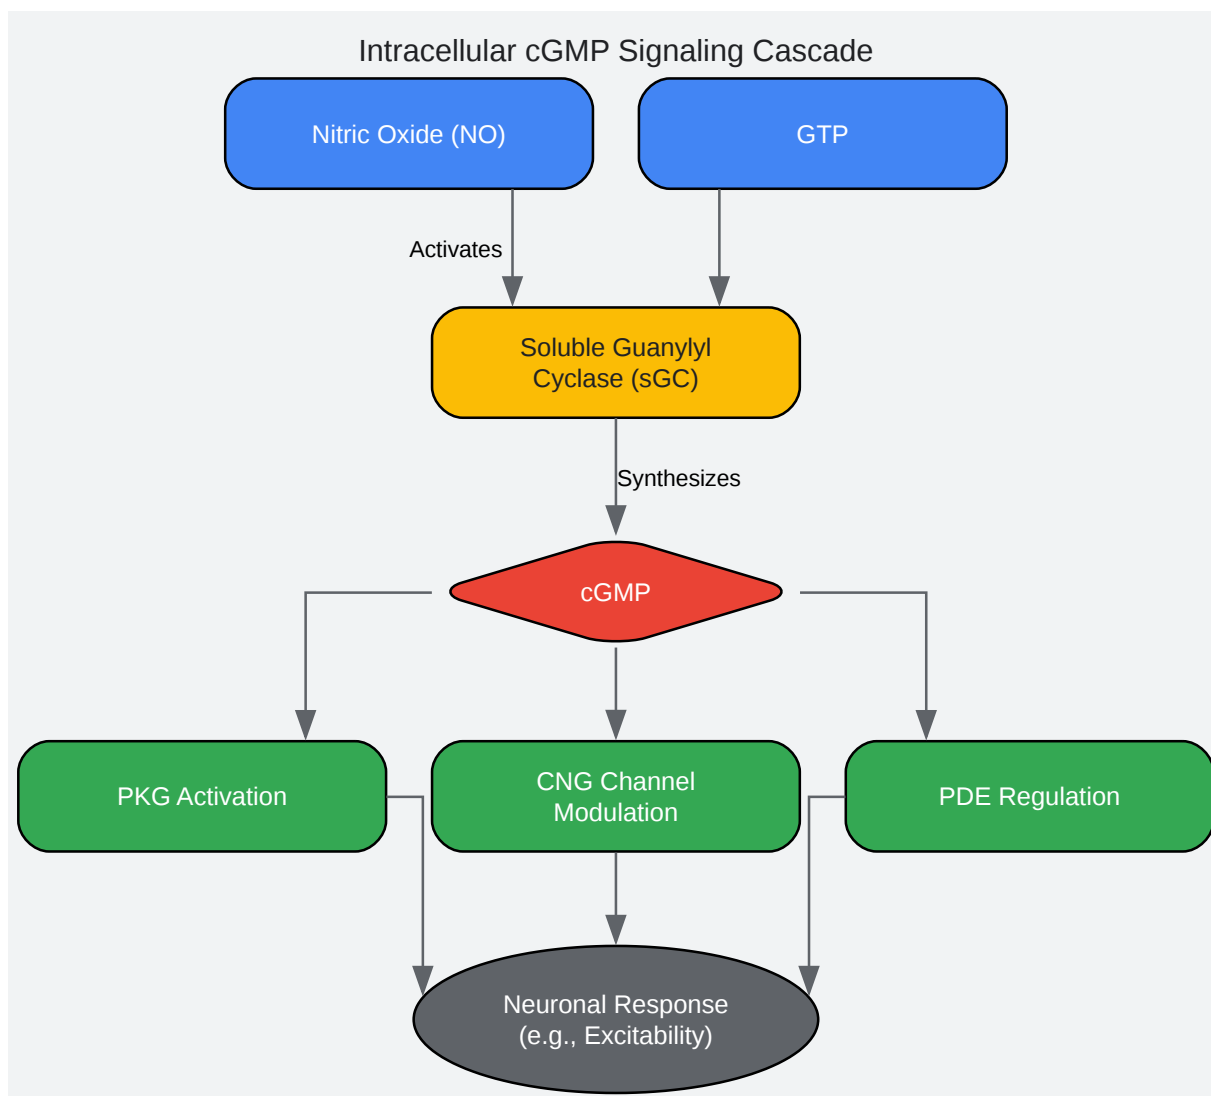 Intracellular cGMP Signaling Cascade
Nitric Oxide (NO)
GTP
Activates
Soluble Guanylyl
Cyclase (sGC)
Synthesizes
cGMP
PKG Activation
CNG Channel
Modulation
PDE Regulation
Neuronal Response
(e.g., Excitability)